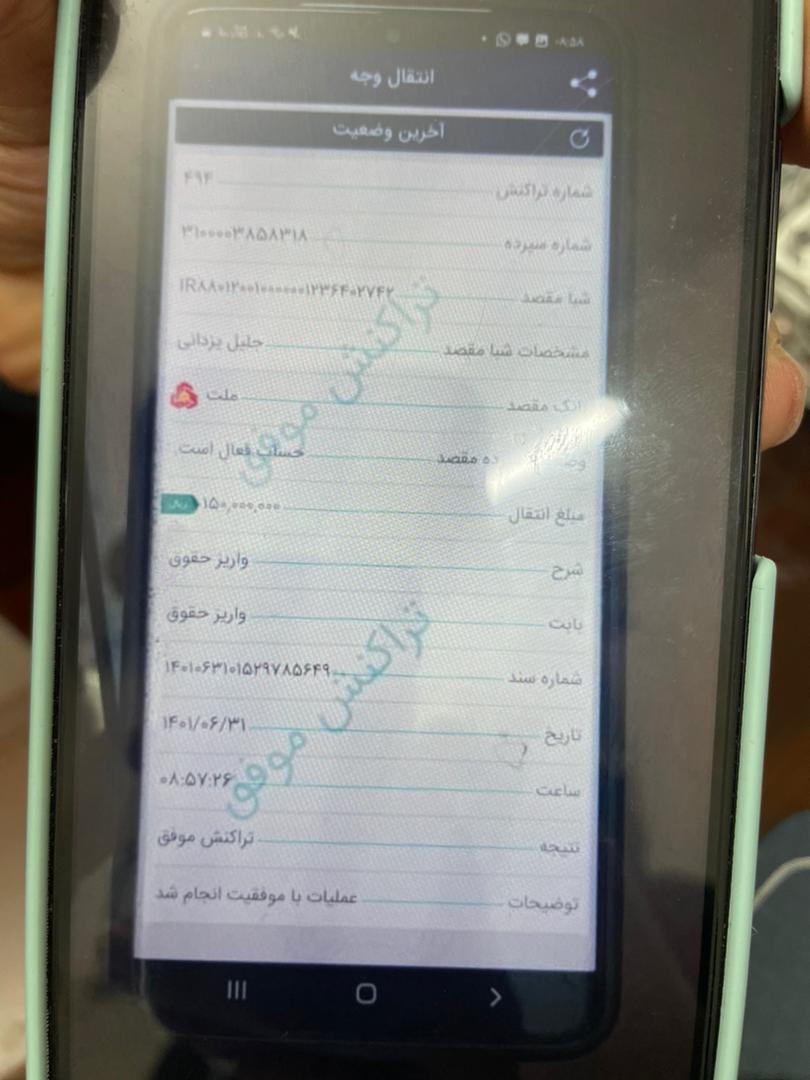 ۰۸:۵۸
انتقال وجه
آخرین وضعیت
شماره تراکنش ۴۹۴
شماره سپرده ۳۱۰۰۰۰۳۸۵۸۳۱۸
شبا مقصد IR۸۸۰۱۲۰۰۱۰۰۰۰۰۰۱۲۳۶۴۰۲۷۴۲
مشخصات شبا مقصد جلیل یزدانی
مقصد ملت
مقصد حساب فعال است
مبلغ انتقال ۱۵۰,۰۰۰,۰۰۰ ریال
شرح واریز حقوق
بابت واریز حقوق
شماره سند ۱۴۰۱۰۶۳۱۰۱۵۲۹۷۸۵۶۴۹
تاریخ ۱۴۰۱/۰۶/۳۱
ساعت ۰۸:۵۷:۲۶
نتیجه تراکنش موفق
توضیحات عملیات با موفقیت انجام شد
تراکنش موفق
تراکنش موفق